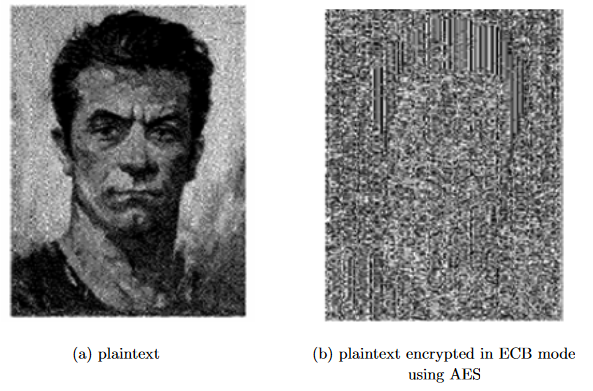 (a) plaintext
(b) plaintext encrypted in ECB mode
using AES